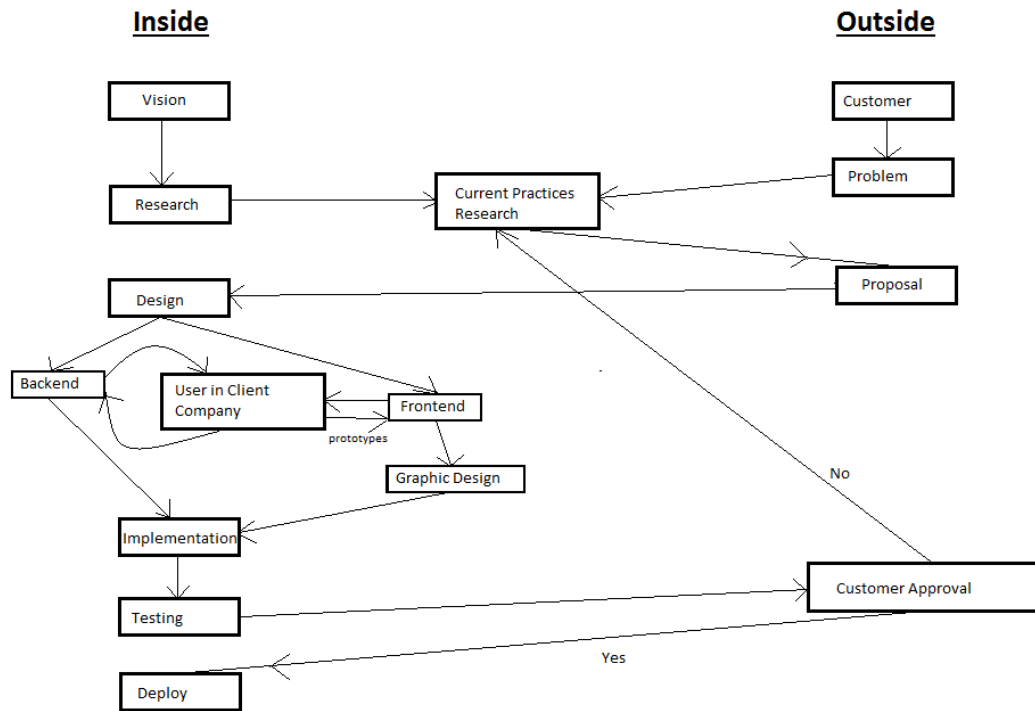 Inside
Outside
Vision
Customer
Research
Current Practices
Research
Problem
Design
Proposal
Backend
User in Client
Company
Frontend
prototypes
Graphic Design
No
Implementation
Customer Approval
Testing
Yes
Deploy